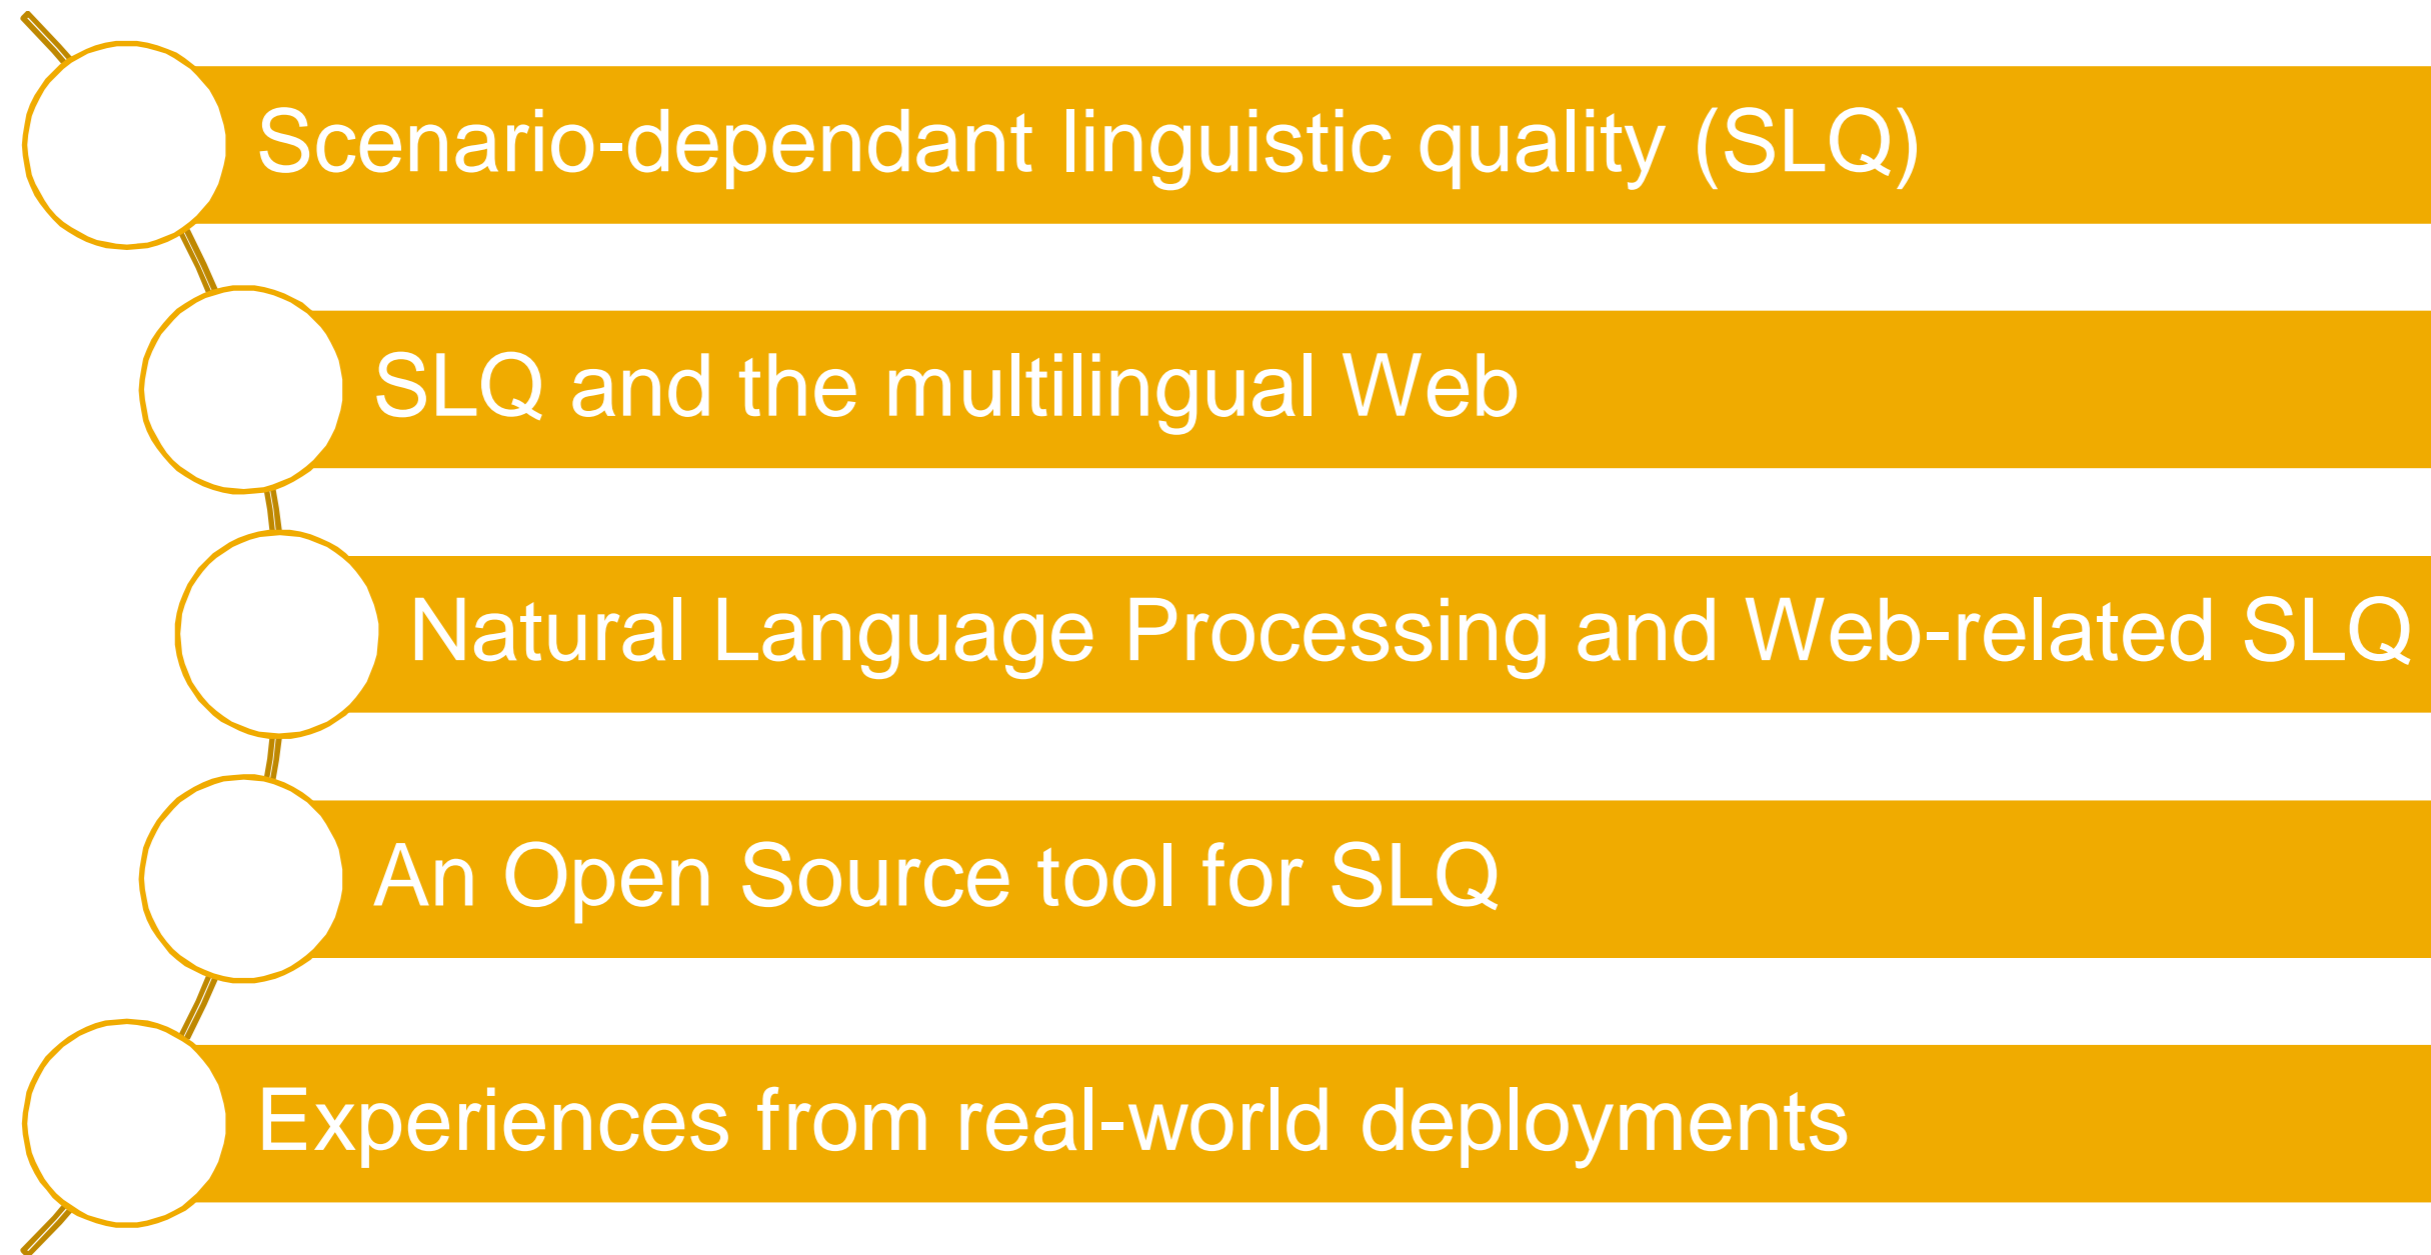 Scenario-dependant linguistic quality (SLQ)
SLQ and the multilingual Web
Natural Language Processing and Web-related SLQ
An Open Source tool for SLQ
Experiences from real-world deployments